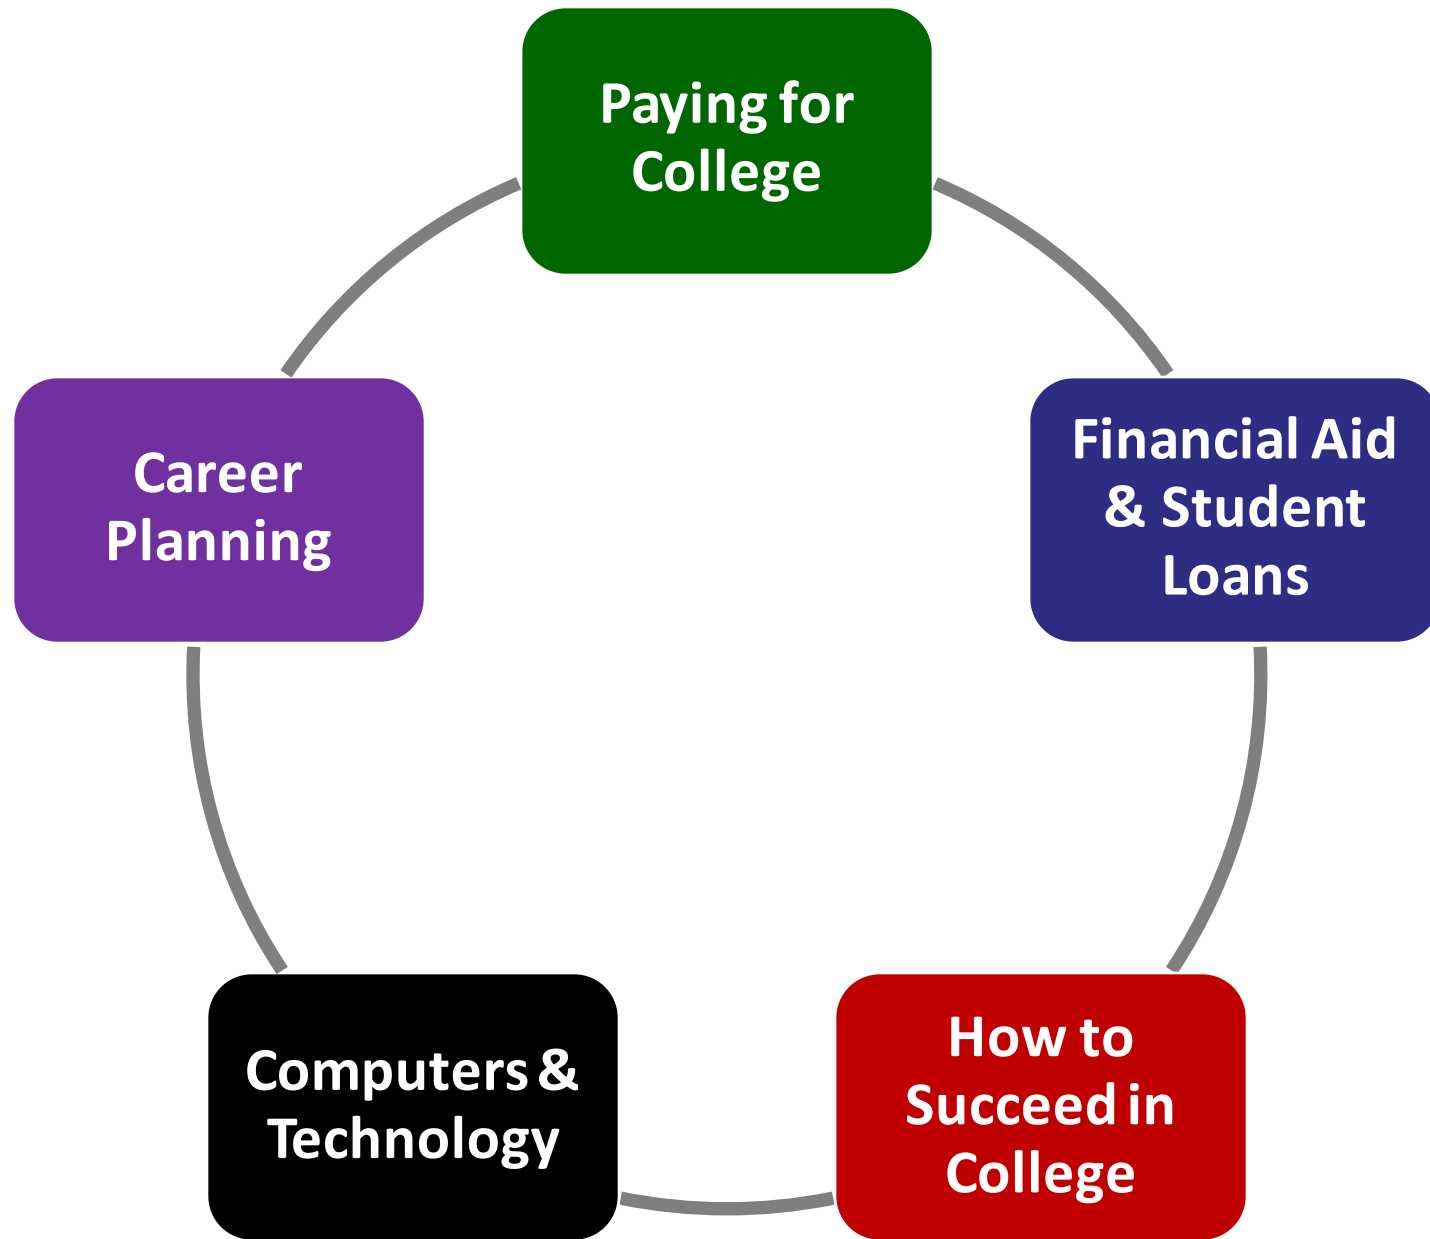 Paying for
College
Financial Aid
& Student
Loans
How to
Succeed in
College
Computers &
Technology
Career
Planning